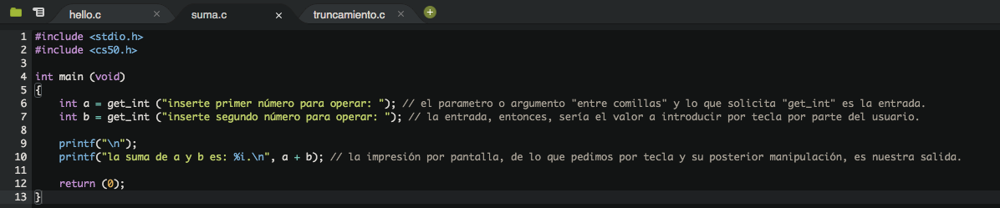 hello.c × suma.c × truncamiento.c ×
1 #include <stdio.h>
2 #include <cs50.h>
3
4 int main (void)
5 {
6 int a = get_int ("inserte primer número para operar: "); // el parametro o argumento "entre comillas" y lo que solicita "get_int" es la entrada.
7 int b = get_int ("inserte segundo número para operar: "); // la entrada, entonces, sería el valor a introducir por tecla por parte del usuario.
8
9 printf("\n");
10 printf("la suma de a y b es: %i.\n", a + b); // la impresión por pantalla, de lo que pedimos por tecla y su posterior manipulación, es nuestra salida.
11
12 return (0);
13 }